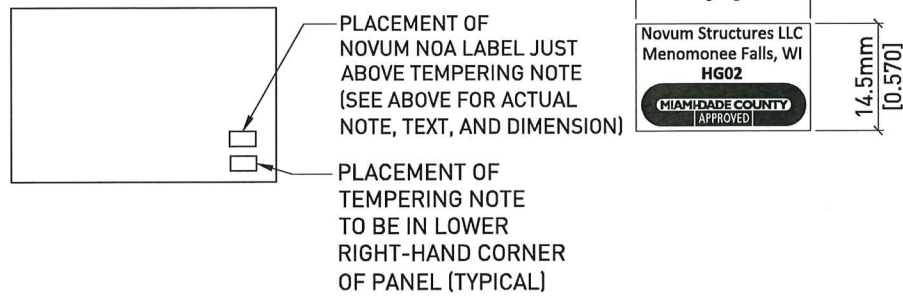 PLACEMENT OF
NOVUM NOA LABEL JUST
ABOVE TEMPERING NOTE
(SEE ABOVE FOR ACTUAL
NOTE, TEXT, AND DIMENSION)
PLACEMENT OF
TEMPERING NOTE
TO BE IN LOWER
RIGHT-HAND CORNER
OF PANEL (TYPICAL)
Novum Structures LLC
Menomonee Falls, WI
HG02
MIAMI-DADE COUNTY
APPROVED
14.5mm
[0.570]